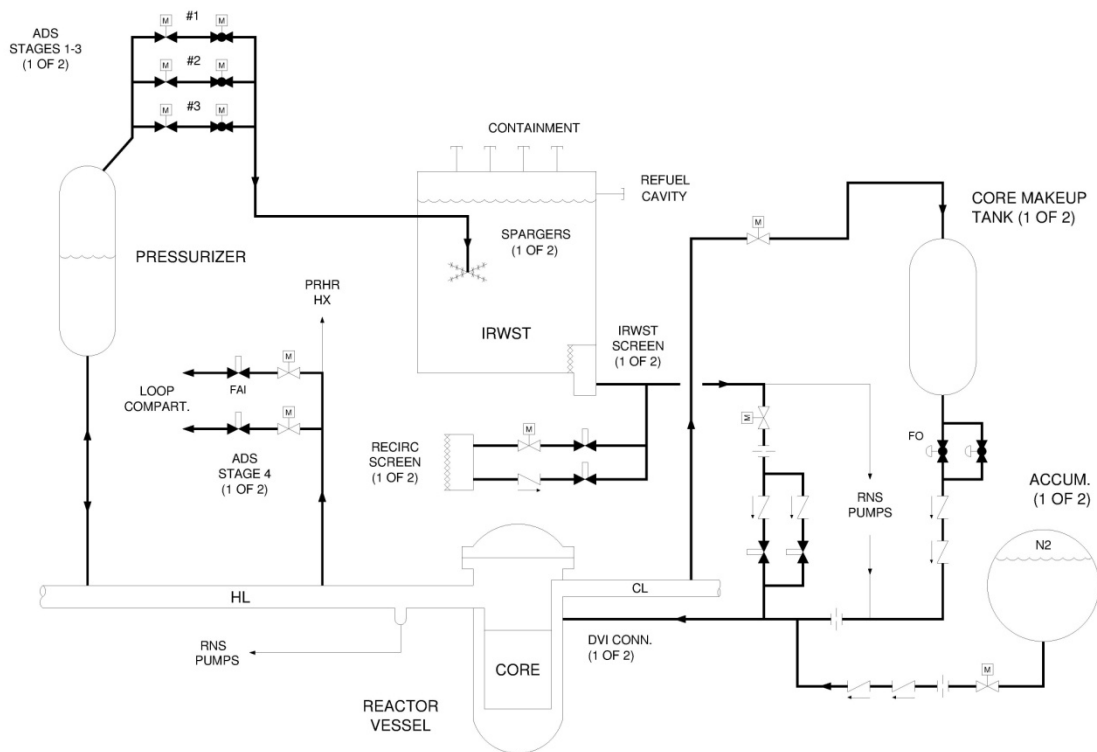 ADS
STAGES 1-3
(1 OF 2)
M
#1
M
M
#2
M
M
#3
M
CONTAINMENT
REFUEL
CAVITY
CORE MAKEUP
TANK (1 OF 2)
M
SPARGERS
(1 OF 2)
PRESSURIZER
PRHR
HX
IRWST
IRWST
SCREEN
(1 OF 2)
M
FAI
LOOP
COMPART.
M
ADS
STAGE 4
(1 OF 2)
M
RECIRC
SCREEN
(1 OF 2)
M
FO
RNS
PUMPS
ACCUM.
(1 OF 2)
N2
HL
CL
RNS
PUMPS
DVI CONN.
(1 OF 2)
CORE
M
REACTOR
VESSEL